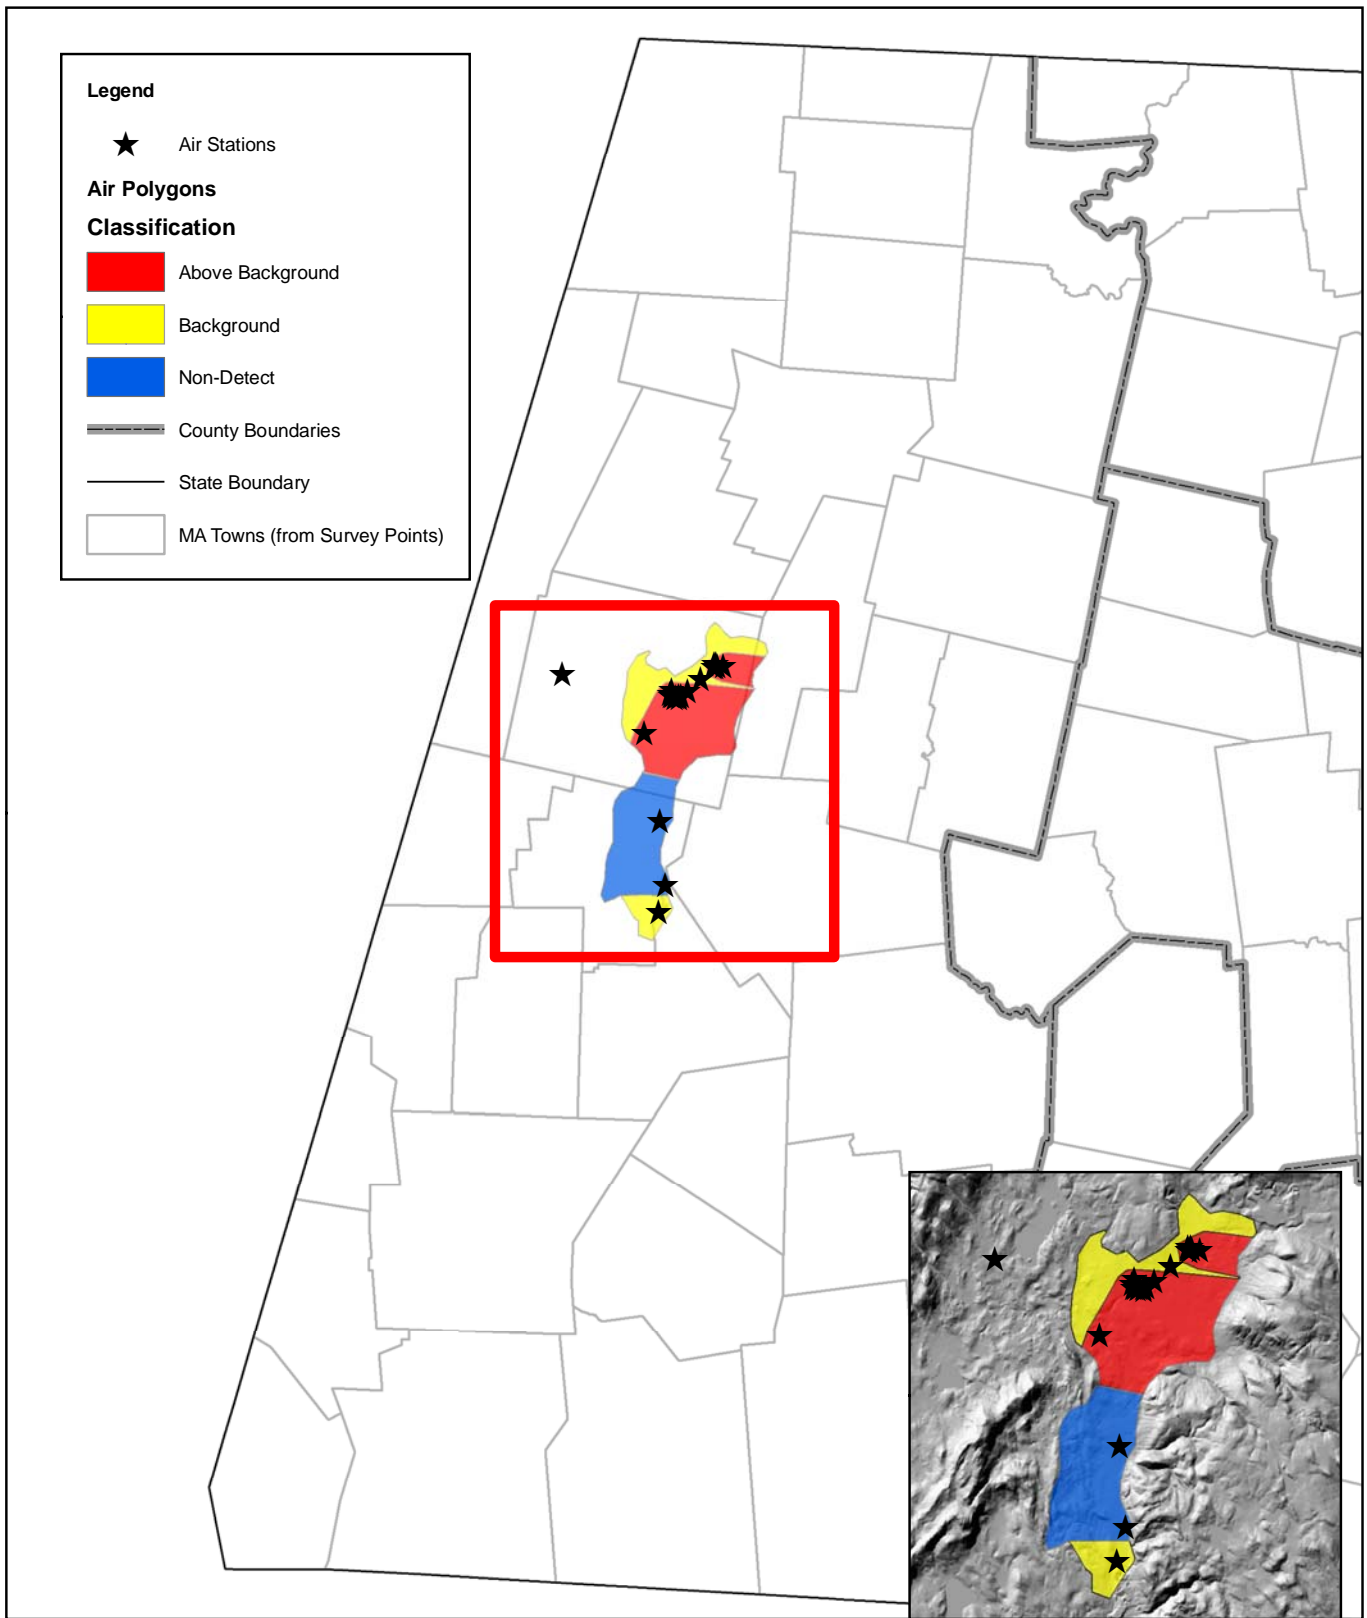 Legend
Air Stations
Air Polygons
Classification
Above Background
Background
Non-Detect
County Boundaries
State Boundary
MA Towns (from Survey Points)